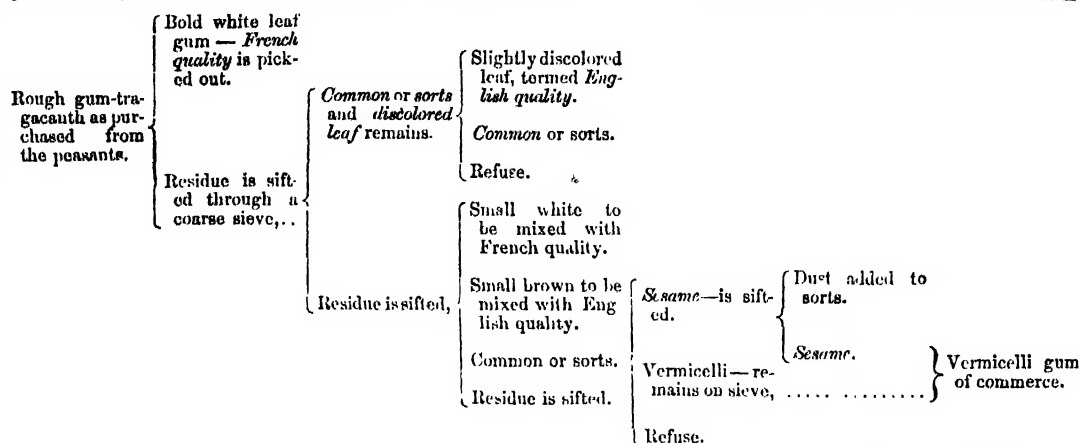 Rough gum-tra-
gacanth as pur-
chased from
the peasants.
Bold white leaf
gum — French
quality is pick-
ed out.
Residue is sift-
ed through a
coarse sieve,..
Common or sorts
and discolored
leaf remains.
Residue is sifted,
Slightly discolored
leaf, termed Eng-
lish quality.
Common or sorts.
Refuse.
Small white to
be mixed with
French quality.
Small brown to be
mixed with Eng
lish quality.
Common or sorts.
Residue is sifted.
Sesame—is sift-
ed.
Vermicelli—re-
mains on sieve, ..... .........
Refuse.
Dust added to
sorts.
Sesame.
Vermicelli gum
of commerce.